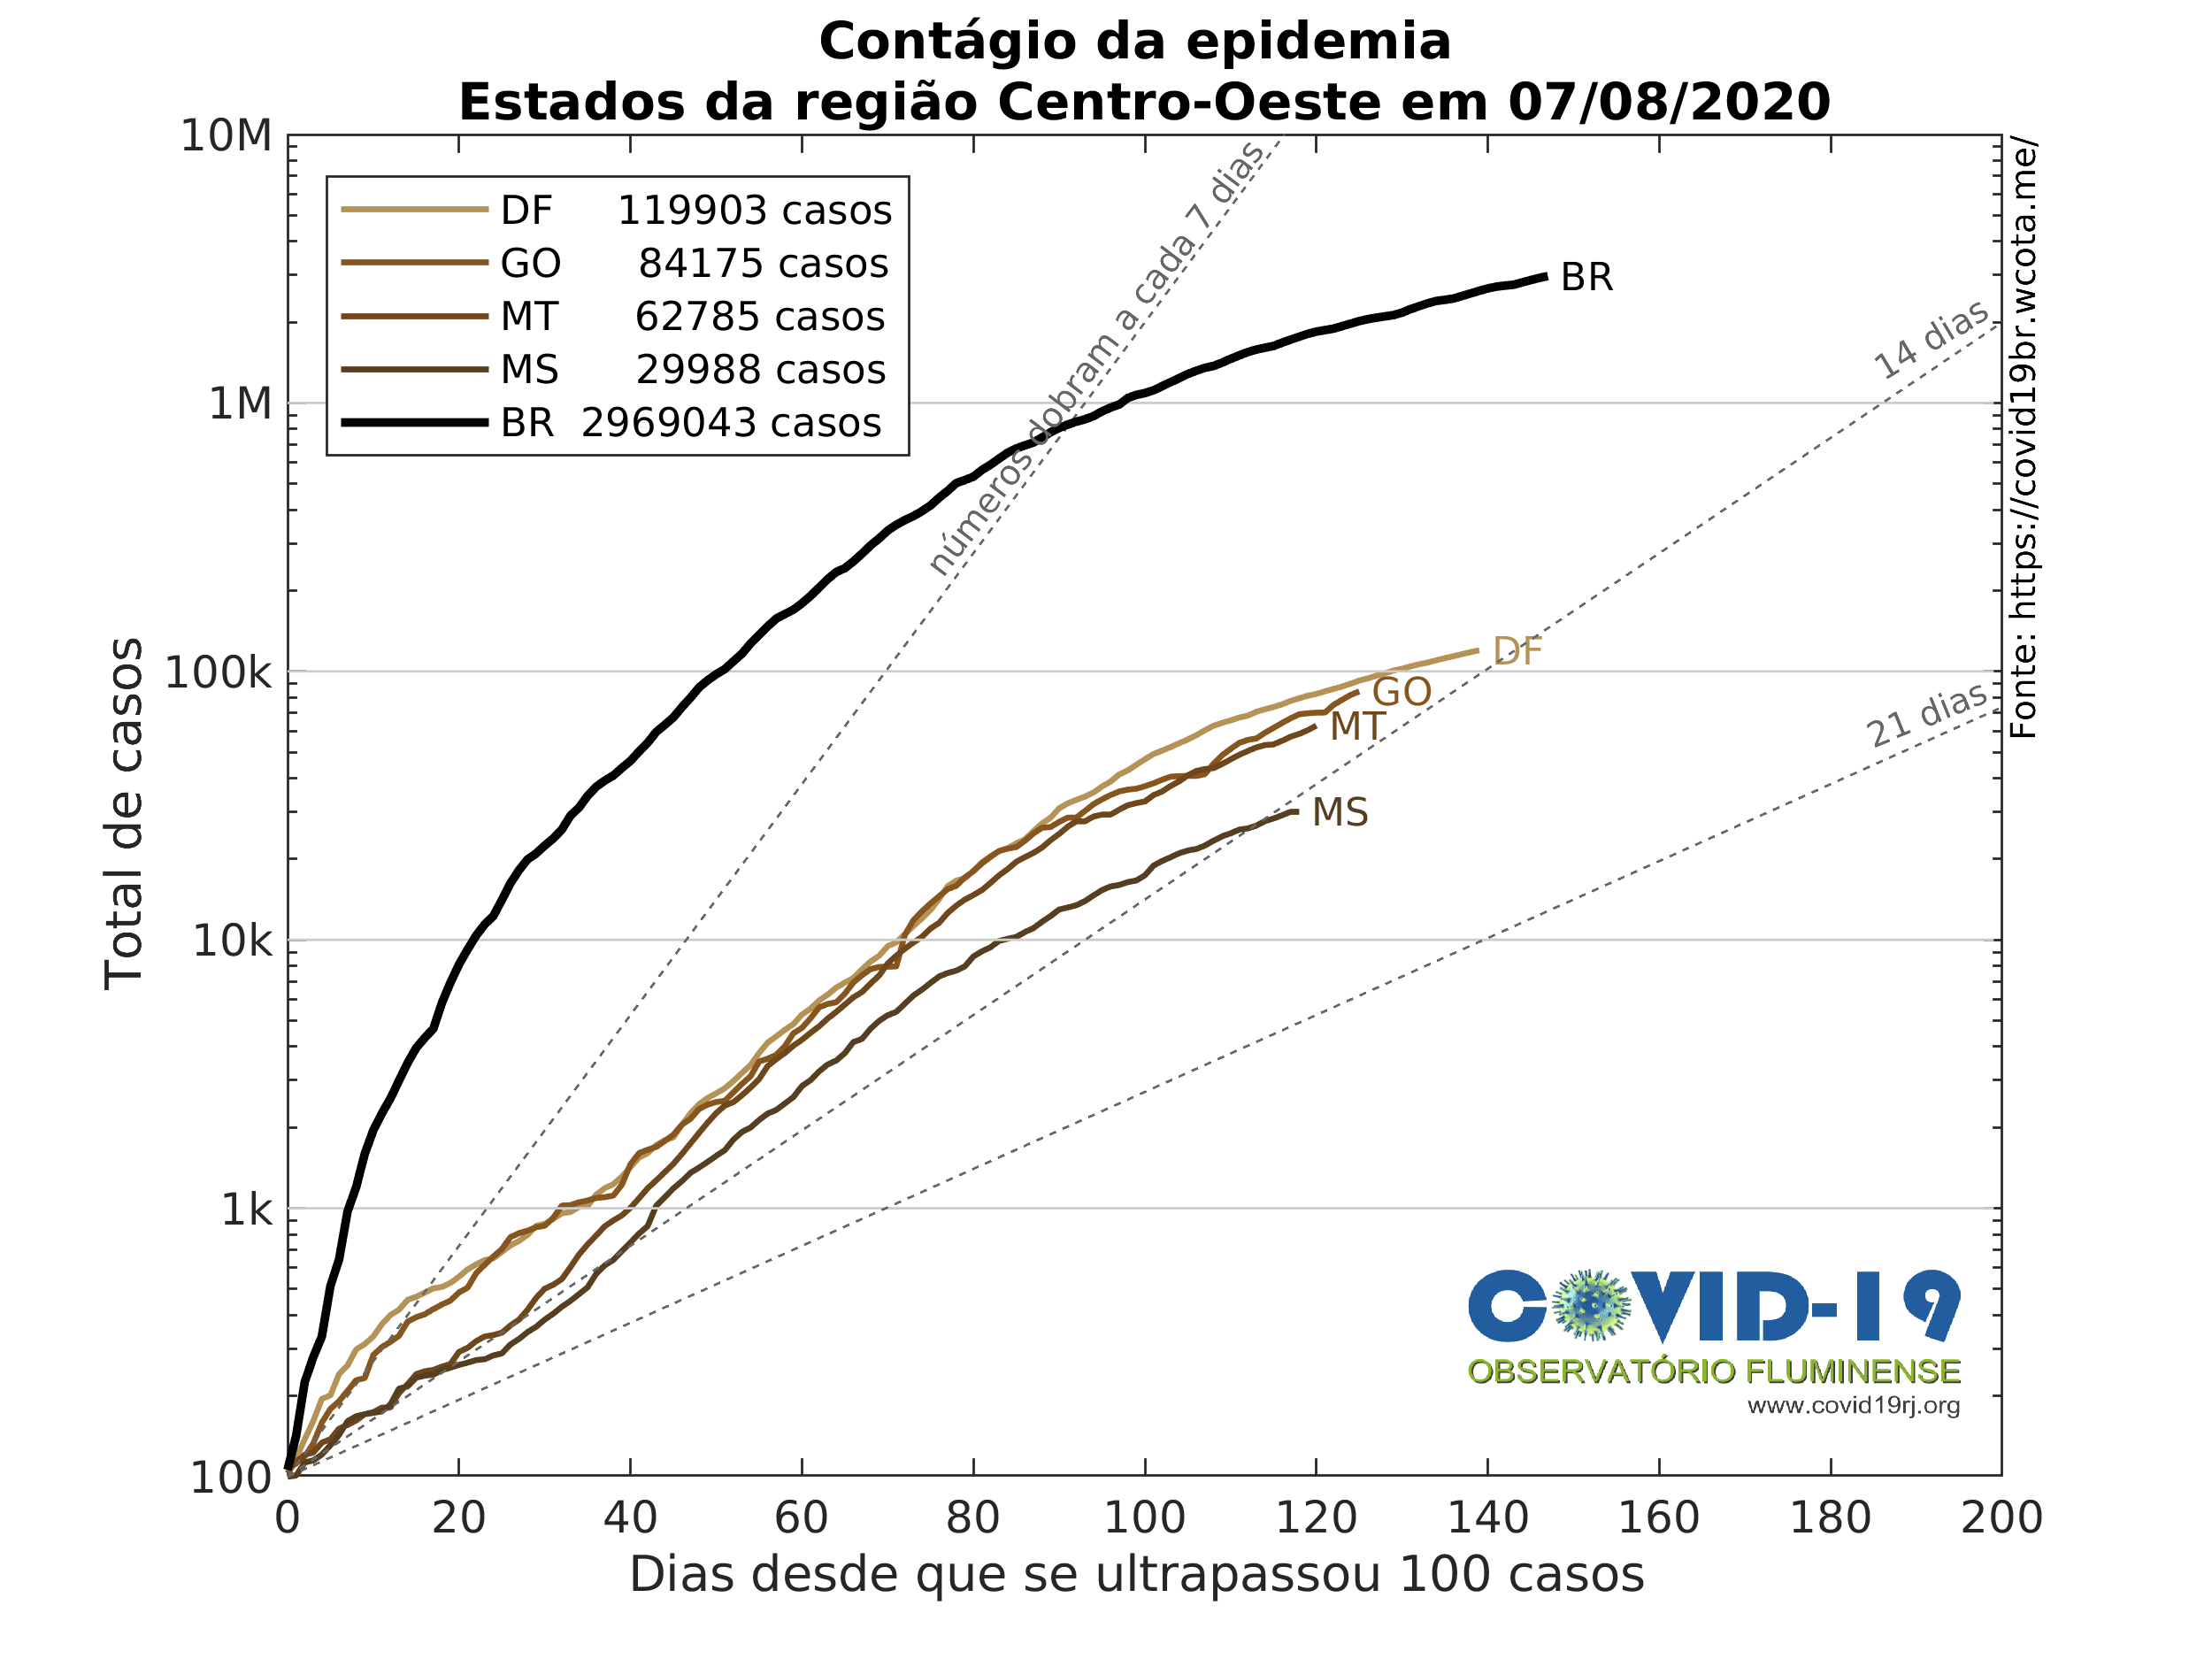 Contágio da epidemia
Estados da região Centro-Oeste em 07/08/2020
10M
1M
100k
10k
1k
100
Total de casos
DF 119903 casos
GO 84175 casos
MT 62785 casos
MS 29988 casos
BR 2969043 casos
números dobram a cada 7 dias
14 dias
21 dias
BR
DF
GO
MT
MS
Fonte: https://covid19br.wcota.me/
COVID-19
OBSERVATÓRIO FLUMINENSE
www.covid19rj.org
0 20 40 60 80 100 120 140 160 180 200
Dias desde que se ultrapassou 100 casos